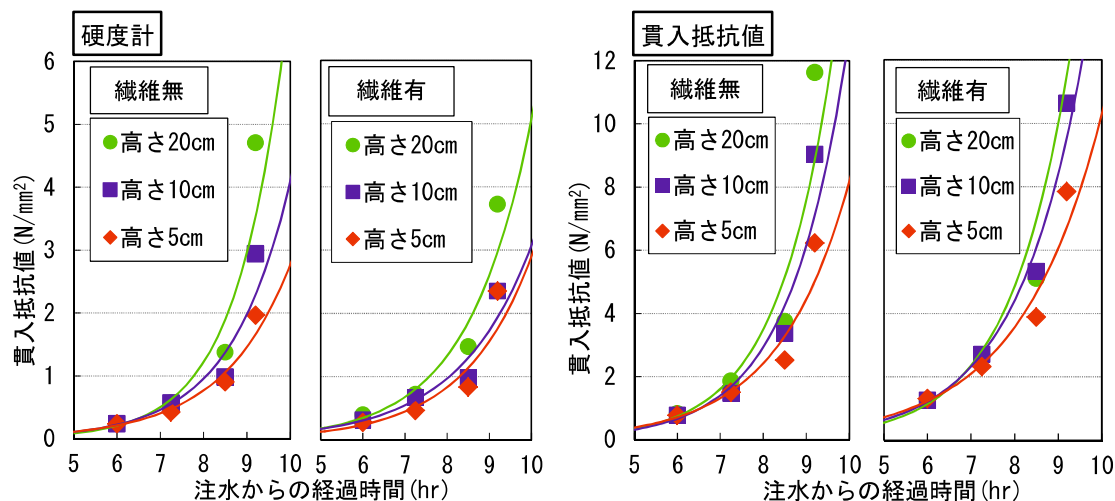 硬度計
貫入抵抗値(N/mm²)
6
5
4
3
2
1
0
繊維無
高さ20cm
高さ10cm
高さ5cm
5 6 7 8 9 10
繊維有
高さ20cm
高さ10cm
高さ5cm
5 6 7 8 9 10
注水からの経過時間(hr)
貫入抵抗値
貫入抵抗値(N/mm²)
12
10
8
6
4
2
0
繊維無
高さ20cm
高さ10cm
高さ5cm
5 6 7 8 9 10
繊維有
高さ20cm
高さ10cm
高さ5cm
5 6 7 8 9 10
注水からの経過時間(hr)